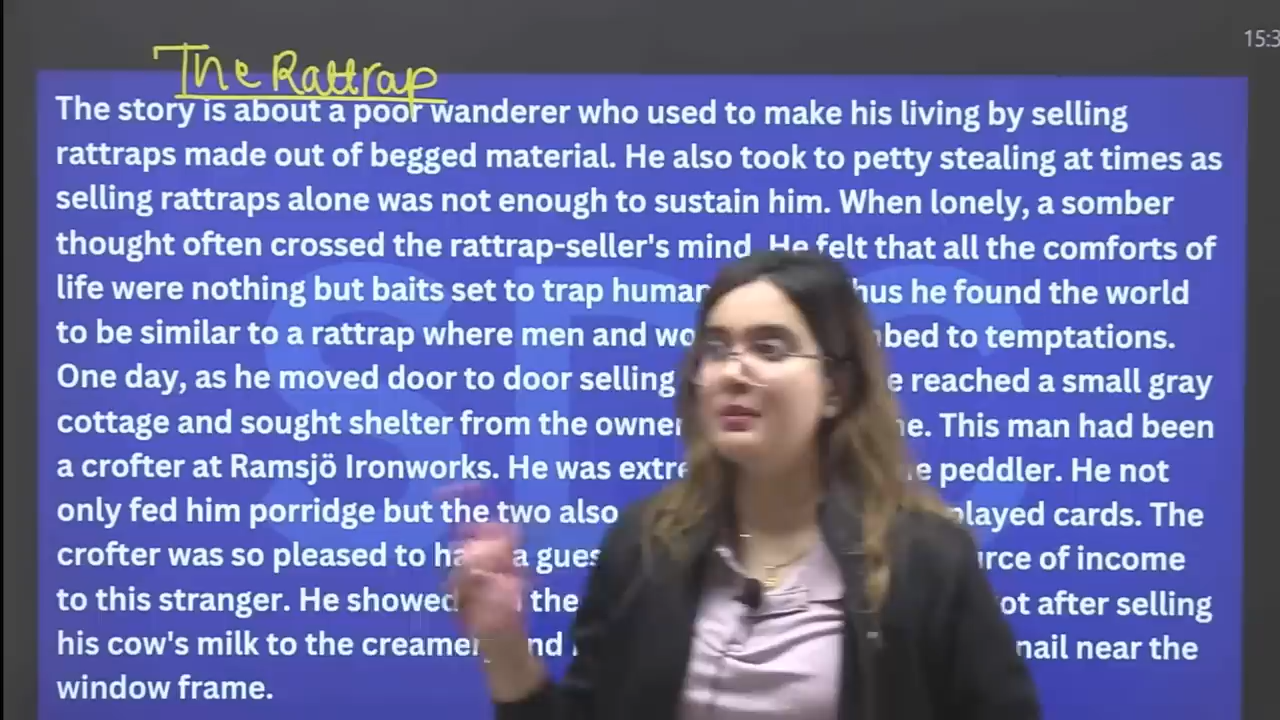 15:3
The Rattrap
The story is about a poor wanderer who used to make his living by selling
rattraps made out of begged material. He also took to petty stealing at times as
selling rattraps alone was not enough to sustain him. When lonely, a somber
thought often crossed the rattrap-seller's mind. He felt that all the comforts of
life were nothing but baits set to trap human hus he found the world
to be similar to a rattrap where men and wo bed to temptations.
One day, as he moved door to door selling e reached a small gray
cottage and sought shelter from the owner ne. This man had been
a crofter at Ramsjö Ironworks. He was extre e peddler. He not
only fed him porridge but the two also played cards. The
crofter was so pleased to ha a gues urce of income
to this stranger. He showed the ot after selling
his cow's milk to the creamery nd nail near the
window frame.